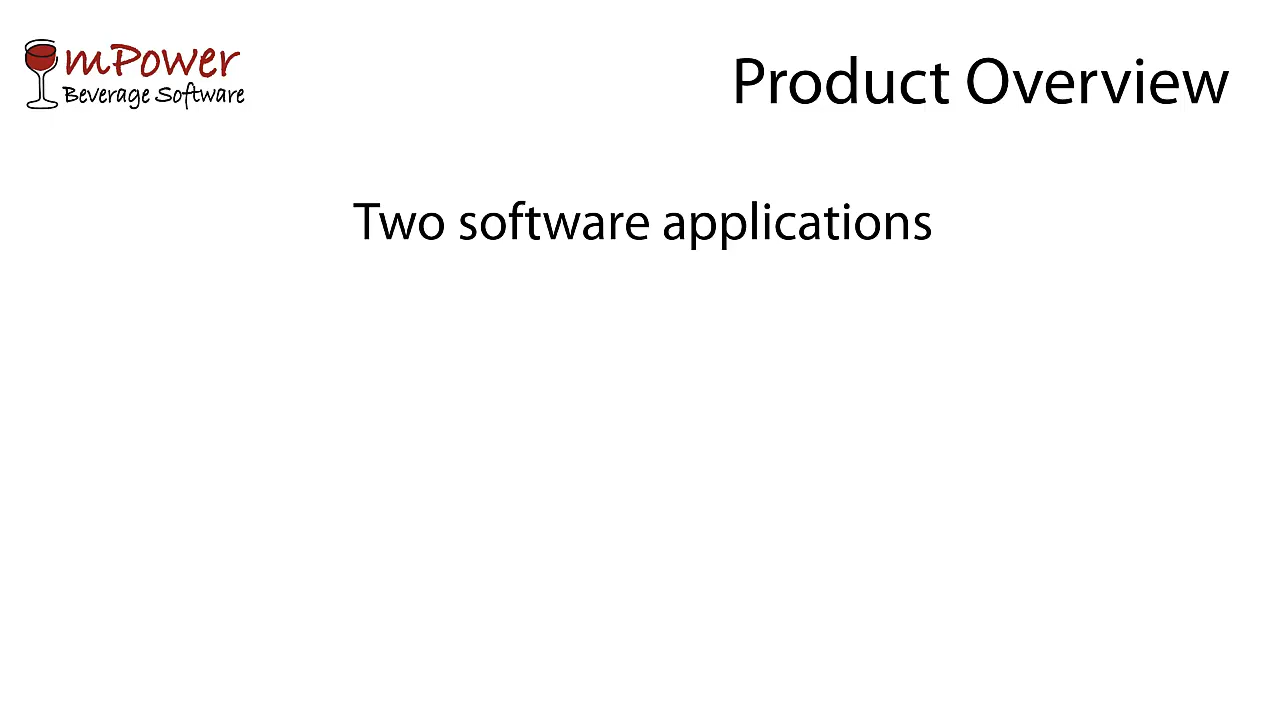 mPower
Beverage Software
Product Overview
Two software applications